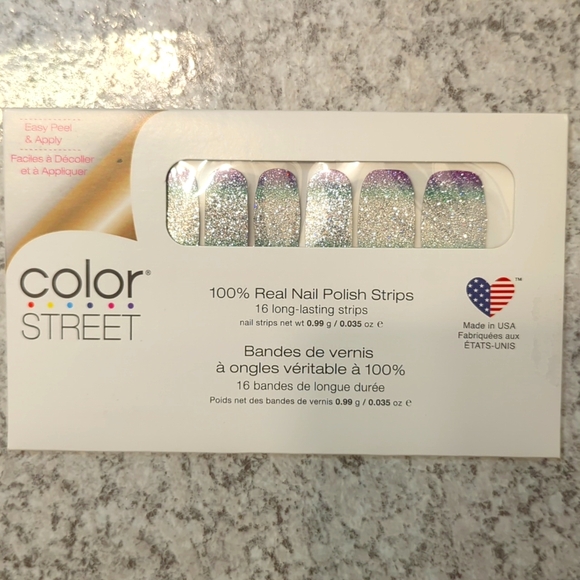 Easy Peel
& Apply
Faciles à Décoller
et à Appliquer
color®
STREET
100% Real Nail Polish Strips
16 long-lasting strips
nail strips net wt 0.99 g / 0.035 oz e
Bandes de vernis
à ongles véritable à 100%
16 bandes de longue durée
Poids net des bandes de vernis 0.99 g / 0.035 oz e
TM
Made in USA
Fabriquées aux
ÉTATS-UNIS